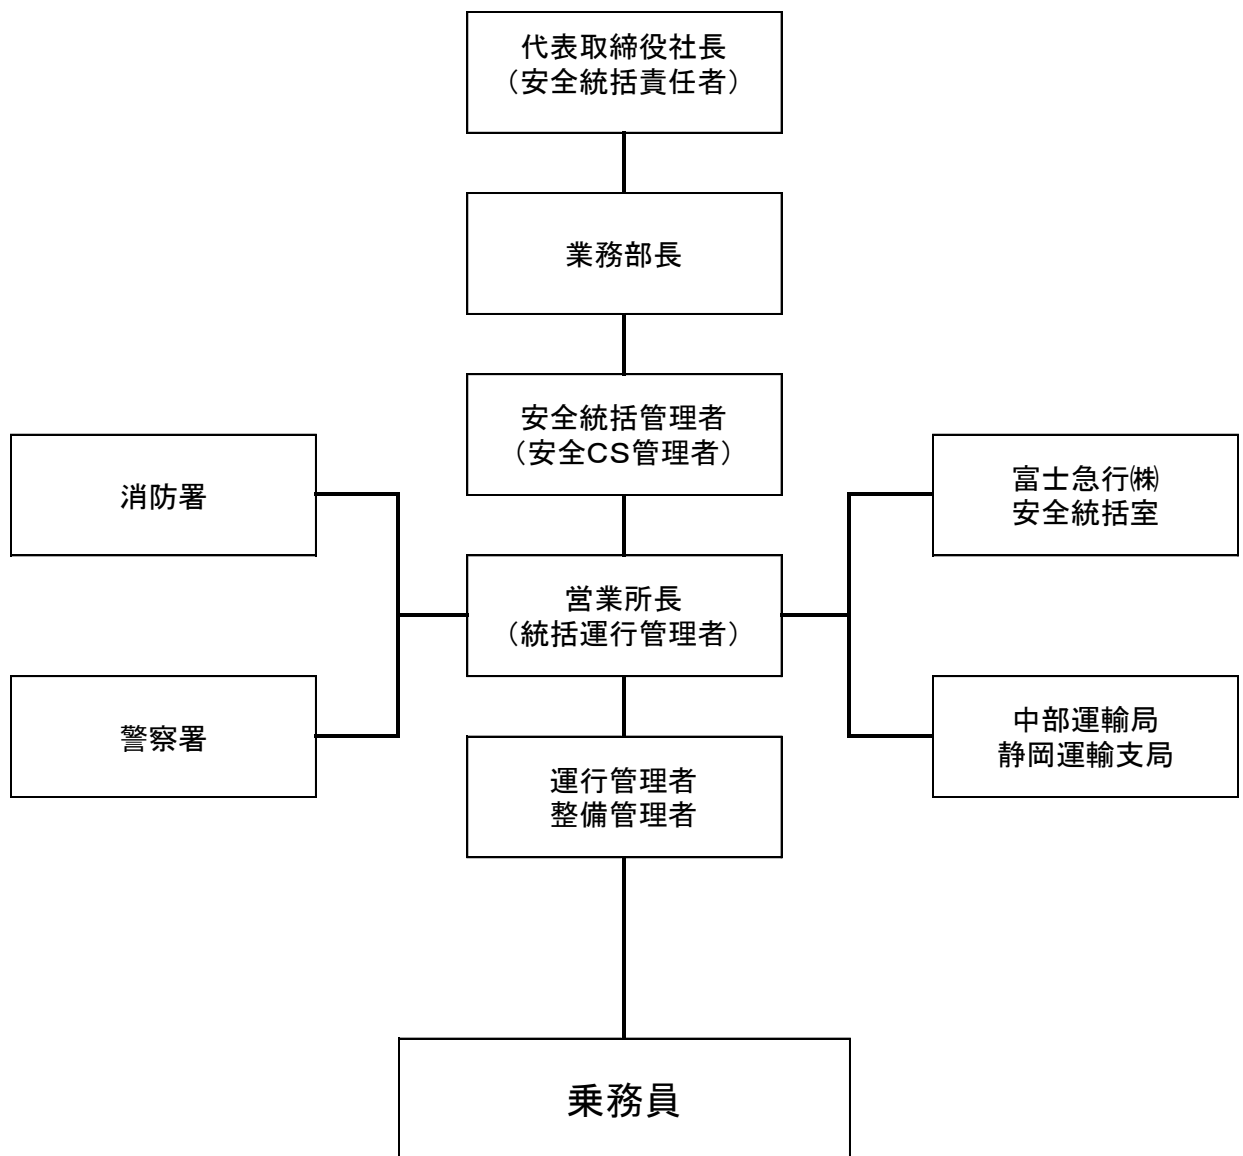 代表取締役社長
（安全統括責任者）
業務部長
安全統括管理者
（安全CS管理者）
消防署
富士急行㈱
安全統括室
営業所長
（統括運行管理者）
警察署
中部運輸局
静岡運輸支局
運行管理者
整備管理者
乗務員